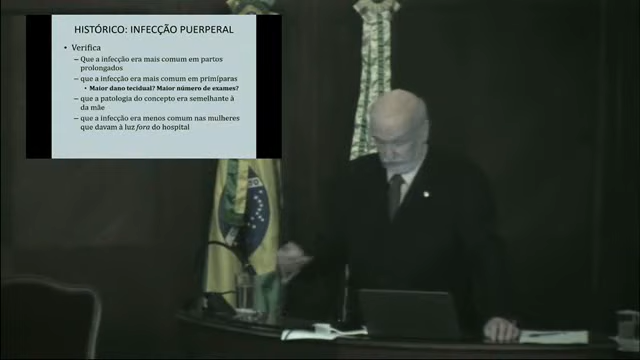 HISTÓRICO: INFECÇÃO PUERPERAL
• Verifica
– Que a infecção era mais comum em partos
prolongados
– que a infecção era mais comum em primíparas
• Maior dano tecidual? Maior número de exames?
– que a patologia do concepto era semelhante à
da mãe
– que a infecção era menos comum nas mulheres
que davam à luz fora do hospital